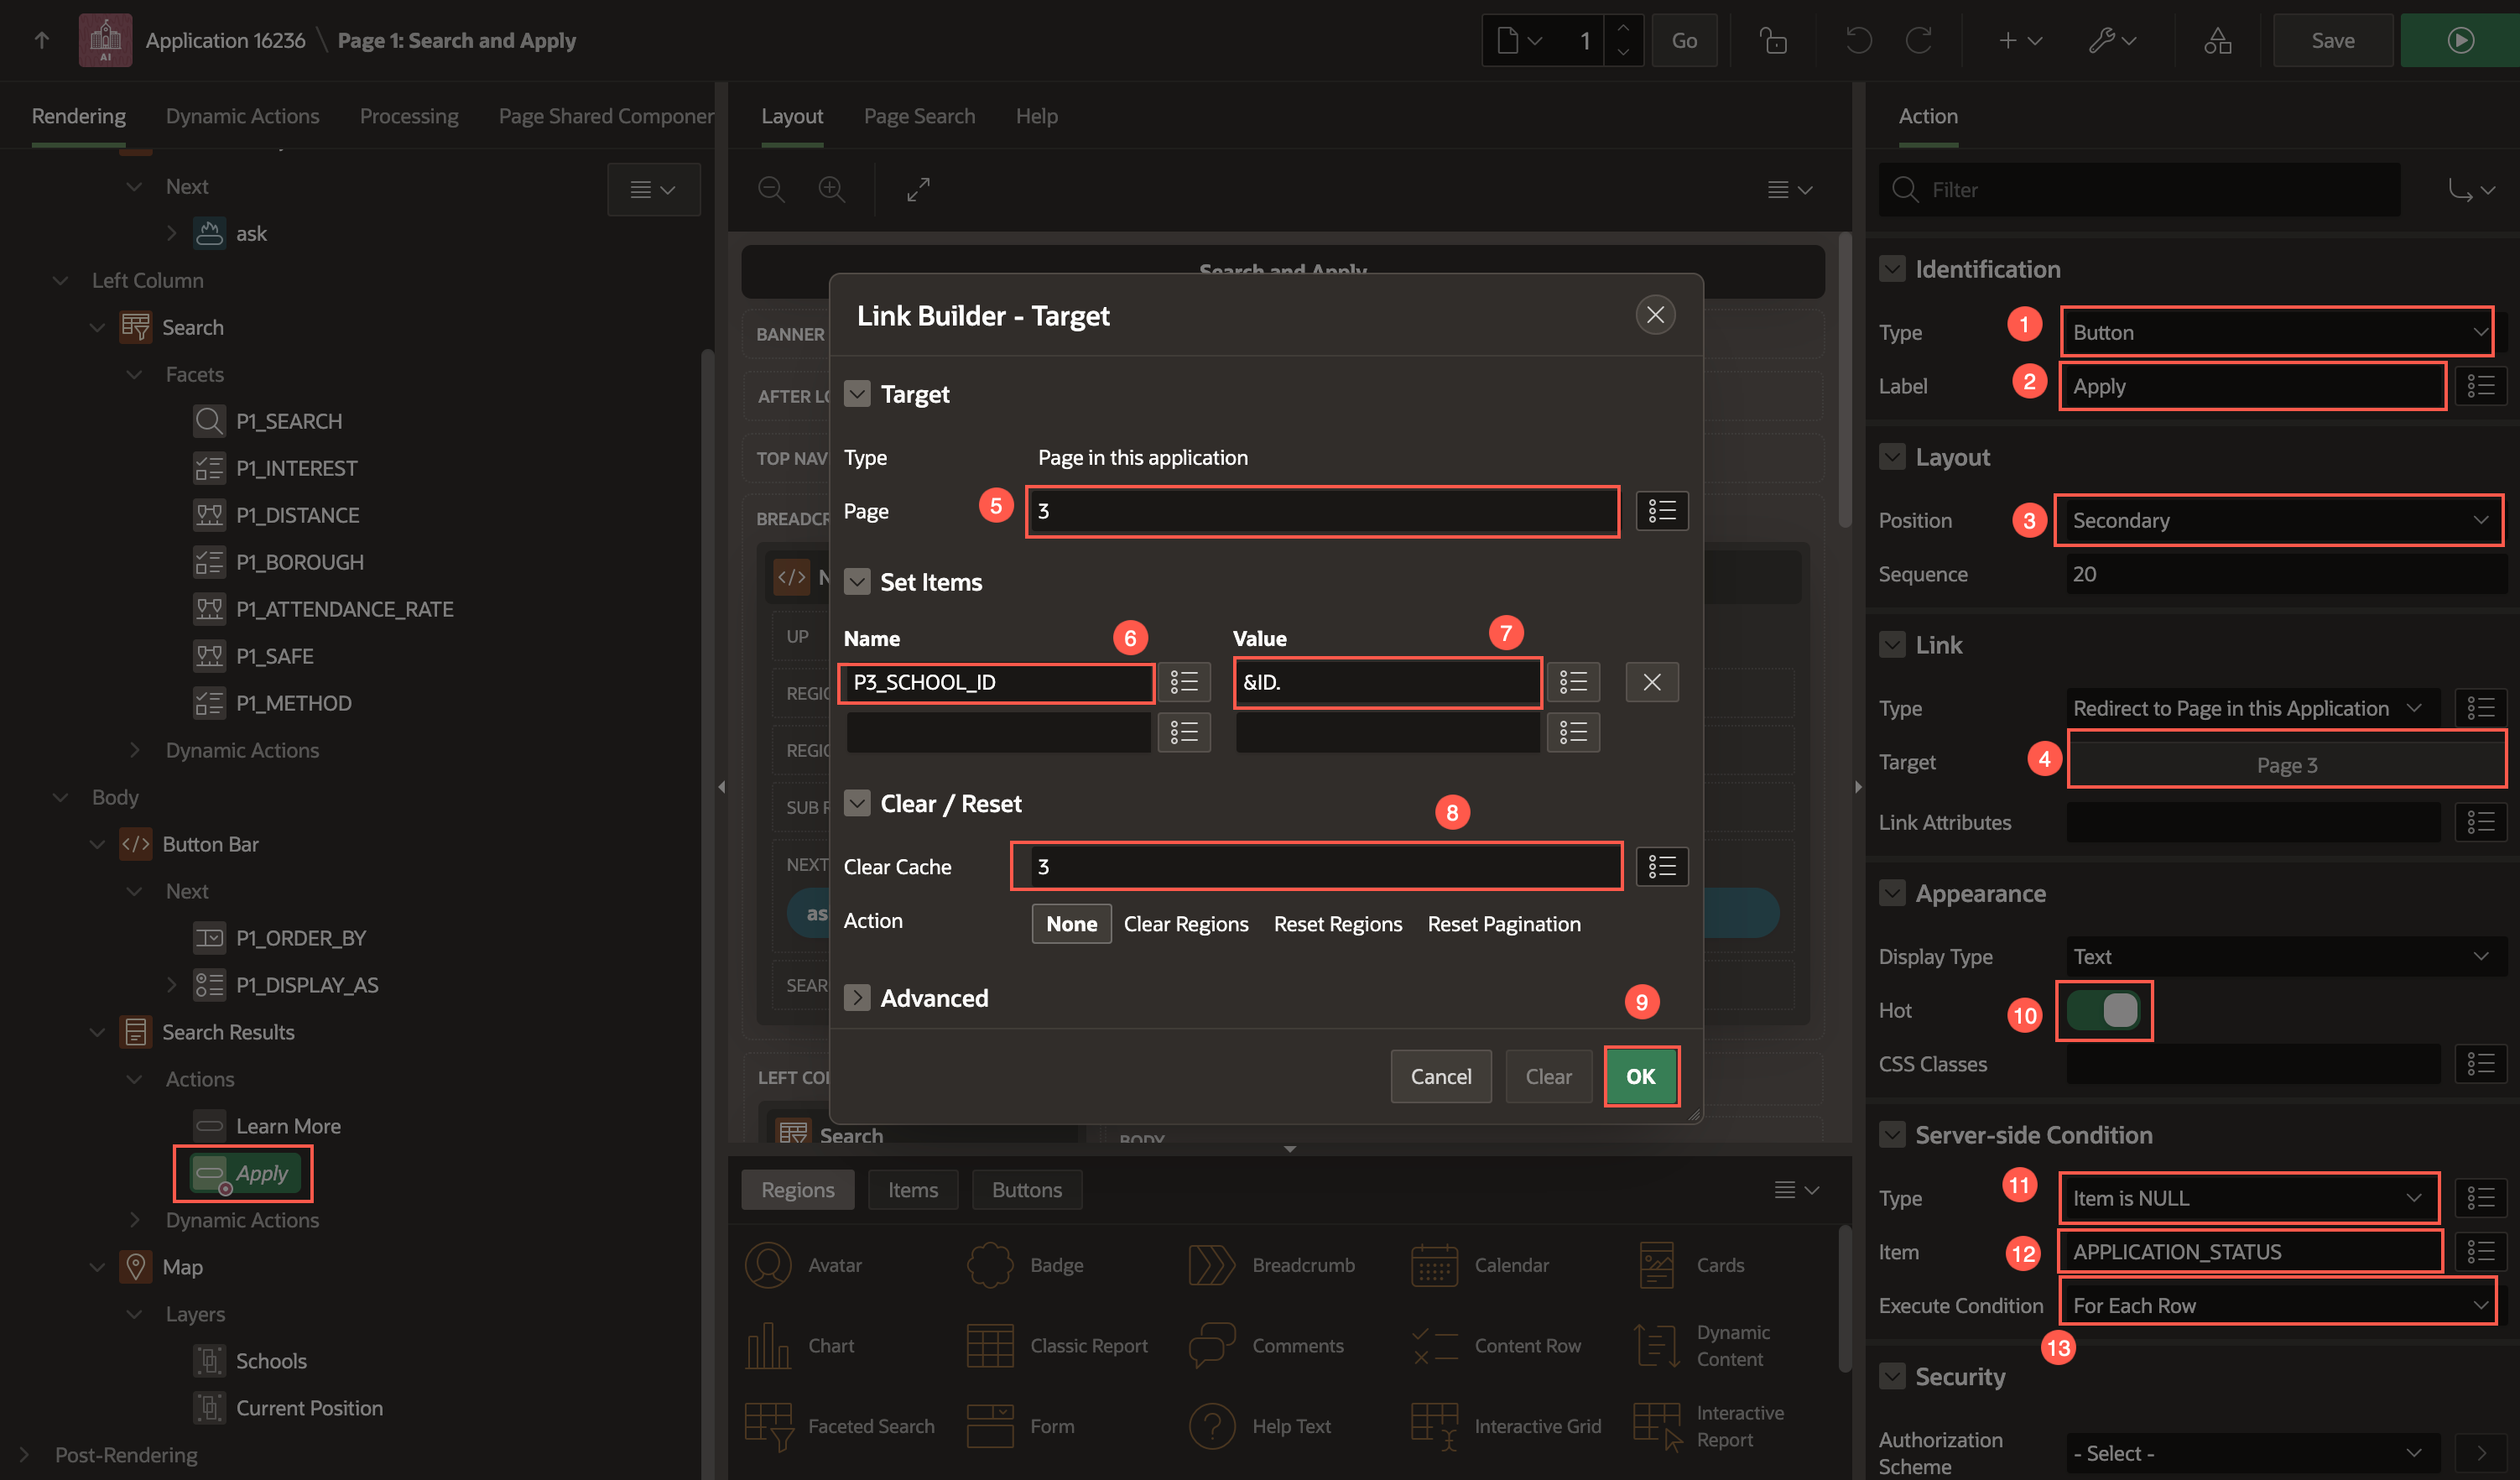 AI
Application 16236 \ Page 1: Search and Apply
1
Go
Save
Rendering
Dynamic Actions
Processing
Page Shared Componen
Next
ask
Left Column
Search
Facets
P1_SEARCH
P1_INTEREST
P1_DISTANCE
P1_BOROUGH
P1_ATTENDANCE_RATE
P1_SAFE
P1_METHOD
Dynamic Actions
Body
Button Bar
Next
P1_ORDER_BY
P1_DISPLAY_AS
Search Results
Actions
Learn More
Apply
Dynamic Actions
Map
Layers
Schools
Current Position
Post-Rendering
Layout
Page Search
Help
Search and Apply
BANNER
AFTER LO
TOP NAV
BREADCR
N
UP
REGIO
REGIO
SUB R
NEXT
as
SEAR
LEFT COL
Search
BODY
Link Builder - Target
Target
Type
Page in this application
Page
5
3
Set Items
Name
6
Value
7
P3_SCHOOL_ID
&ID.
Clear / Reset
8
Clear Cache
3
Action
None
Clear Regions
Reset Regions
Reset Pagination
Advanced
9
Cancel
Clear
OK
Regions
Items
Buttons
Avatar
Badge
Breadcrumb
Calendar
Cards
Chart
Classic Report
Comments
Content Row
Dynamic
Content
Faceted Search
Form
Help Text
Interactive Grid
Interactive
Report
Action
Filter
Identification
Type
1
Button
Label
2
Apply
Layout
Position
3
Secondary
Sequence
20
Link
Type
Redirect to Page in this Application
Target
4
Page 3
Link Attributes
Appearance
Display Type
Text
Hot
10
CSS Classes
Server-side Condition
Type
11
Item is NULL
Item
12
APPLICATION_STATUS
Execute Condition
For Each Row
13
Security
Authorization
Scheme
- Select -